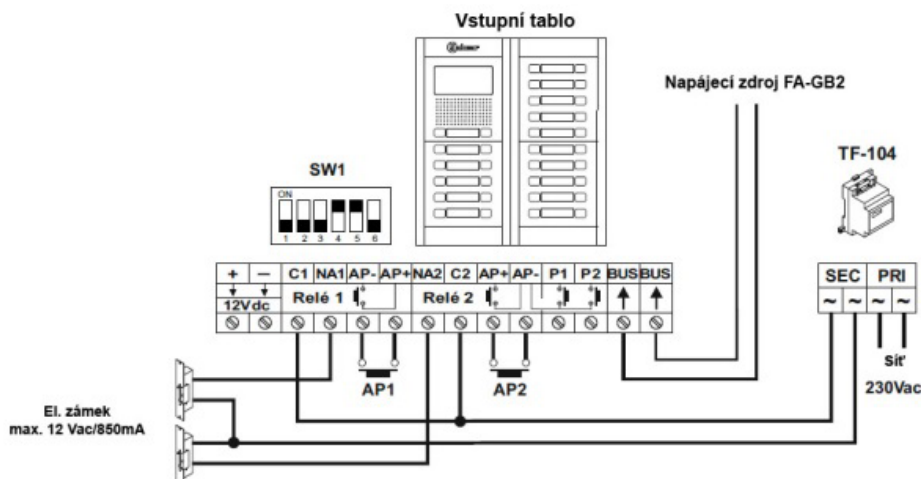 Vstupní tablo
Golmar
Napájecí zdroj FA-GB2
TF-104
SW1
ON
1 2 3 4 5 6
+ — C1 NA1 AP- AP+ NA2 C2 AP+ AP- P1 P2 BUS BUS
12Vdc Relé 1 Relé 2
SEC PRI
~ ~ ~ ~
AP1 AP2
Síť
230Vac
El. zámek
max. 12 Vac/850mA